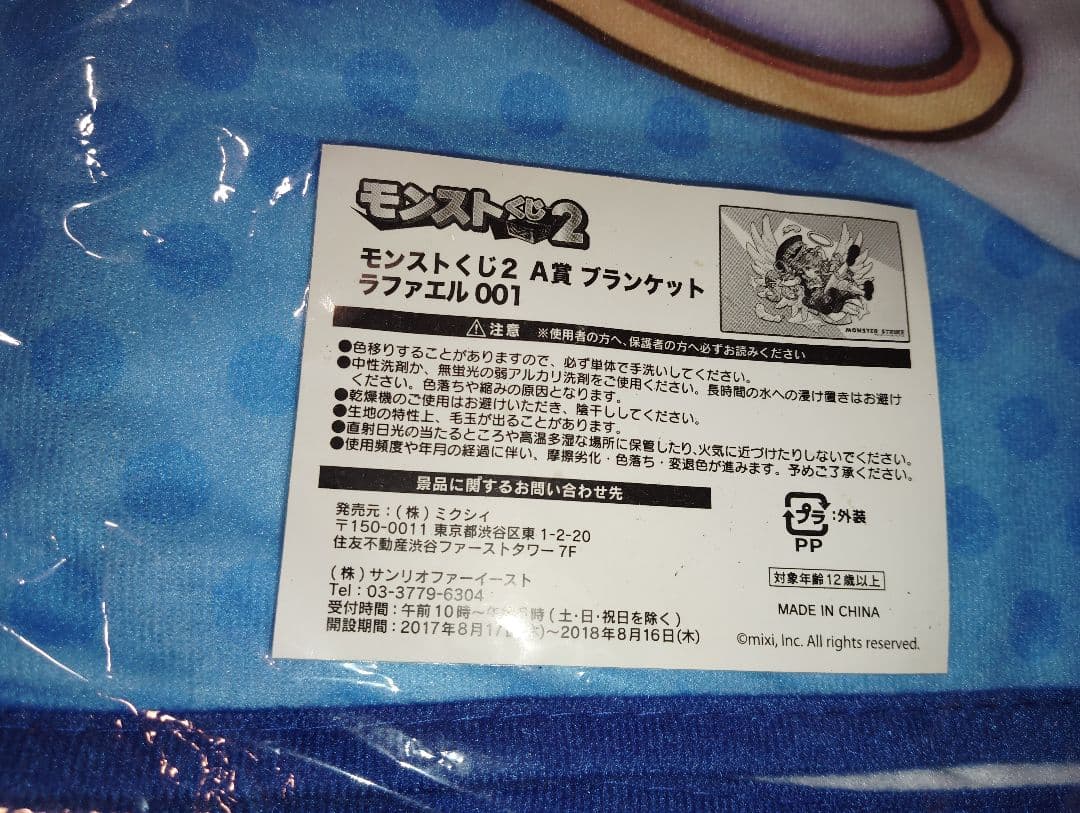 モンストくじ2
モンストくじ2 A賞 ブランケット
ラファエル 001
MONSTER STRIKE
注意 ※使用者の方へ、保護者の方へ必ずお読みください
●色移りすることがありますので、必ず単体で手洗いしてください。
●中性洗剤か、無蛍光の弱アルカリ洗剤をご使用ください。長時間の水への浸け置きはお避け
ください。色落ちや縮みの原因となります。
●乾燥機のご使用はお避けいただき、陰干ししてください。
●生地の特性上、毛玉が出ることがあります。
●直射日光の当たるところや高温多湿な場所に保管したり、火気に近づけたりしないでください。
●使用頻度や年月の経過に伴い、摩擦劣化・色落ち・変退色が進みます。予めご了承ください。
景品に関するお問い合わせ先
発売元:(株)ミクシィ
〒150-0011 東京都渋谷区東 1-2-20
住友不動産渋谷ファーストタワー 7F
(株)サンリオファーイースト
Tel:03-3779-6304
受付時間:午前10時〜 時(土・日・祝日を除く)
開設期間:2017年8月17日(木)〜2018年8月16日(木)
プラ:外装
PP
対象年齢12歳以上
MADE IN CHINA
©mixi, Inc. All rights reserved.